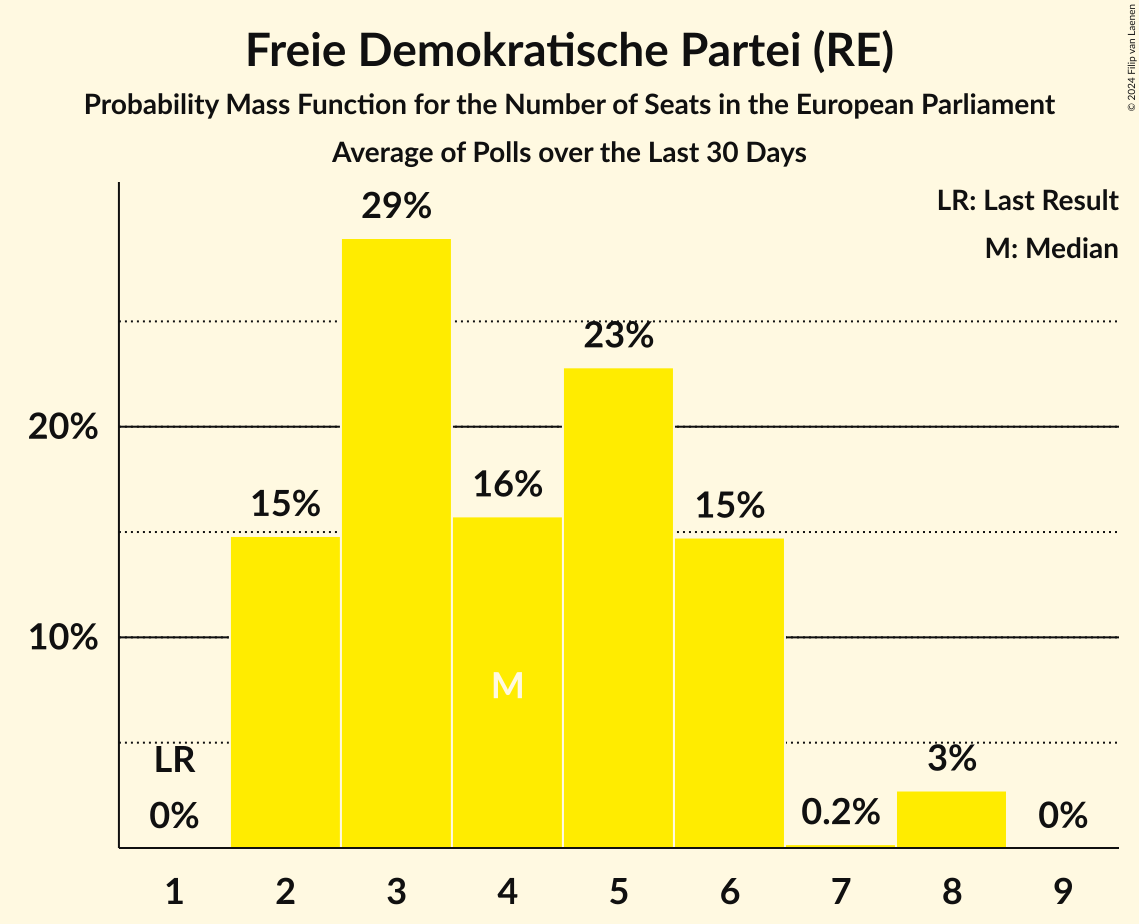 Freie Demokratische Partei (RE)
Probability Mass Function for the Number of Seats in the European Parliament
Average of Polls over the Last 30 Days
© 2024 Filip van Laenen
LR: Last Result
M: Median
29%
23%
20%
16%
15%
15%
10%
M
LR
3%
0%
0.2%
0%
1 2 3 4 5 6 7 8 9